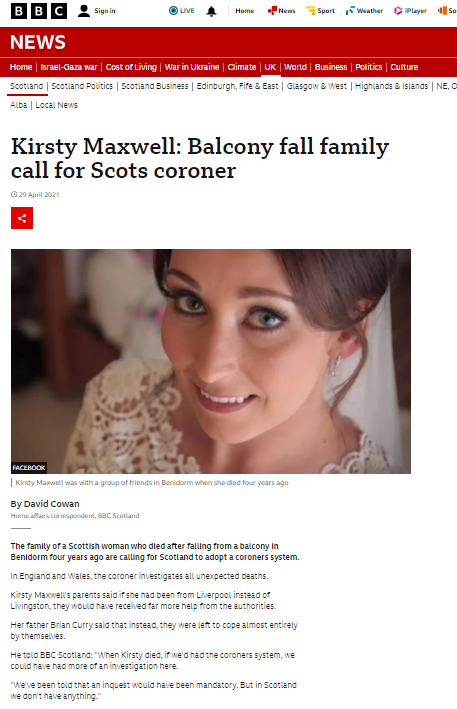 BBC Sign in LIVE Home News Sport Weather iPlayer So
NEWS
Home | Israel-Gaza war | Cost of Living | War in Ukraine | Climate | UK | World | Business | Politics | Culture
Scotland | Scotland Politics | Scotland Business | Edinburgh, Fife & East | Glasgow & West | Highlands & Islands | NE, O
Alba | Local News
Kirsty Maxwell: Balcony fall family
call for Scots coroner
29 April 2021
FACEBOOK
Kirsty Maxwell was with a group of friends in Benidorm when she died four years ago
By David Cowan
Home affairs correspondent, BBC Scotland
The family of a Scottish woman who died after falling from a balcony in
Benidorm four years ago are calling for Scotland to adopt a coroners system.
In England and Wales, the coroner investigates all unexpected deaths.
Kirsty Maxwell's parents said if she had been from Liverpool instead of
Livingston, they would have received far more help from the authorities.
Her father Brian Curry said that instead, they were left to cope almost entirely
by themselves.
He told BBC Scotland: "When Kirsty died, if we'd had the coroners system, we
could have had more of an investigation here.
"We've been told that an inquest would have been mandatory. But in Scotland
we don't have anything."